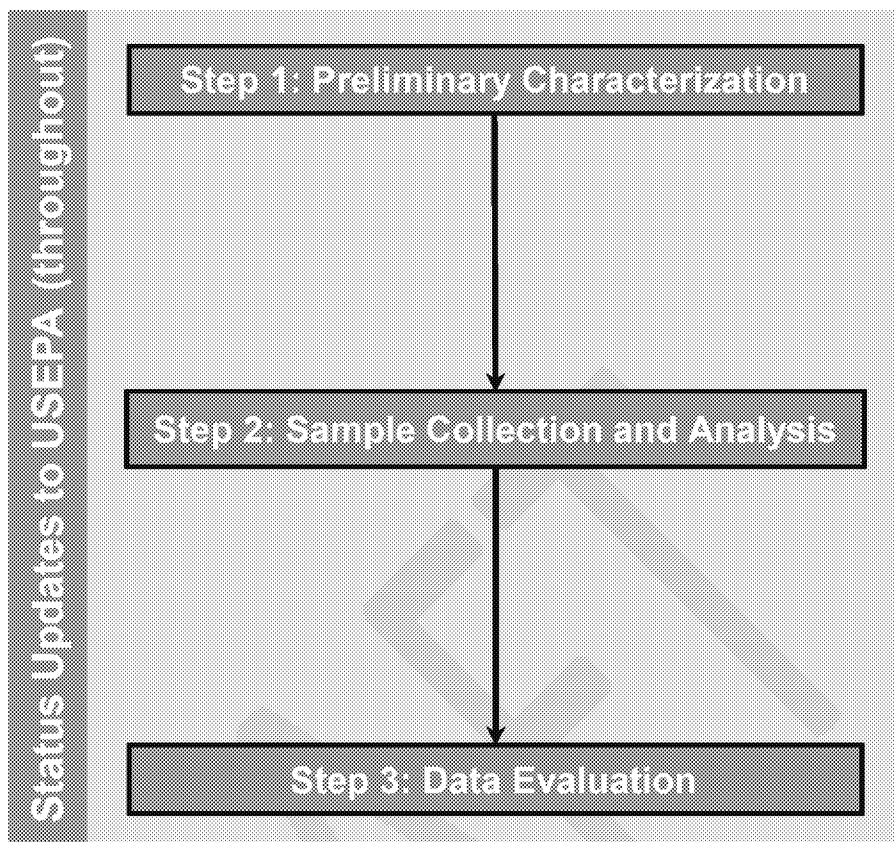 Status Updates to USEPA (throughout)
Step 1: Preliminary Characterization
Step 2: Sample Collection and Analysis
Step 3: Data Evaluation